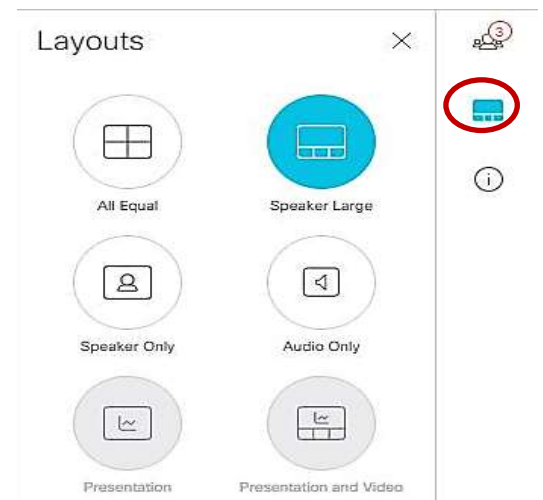 Layouts
3
All Equal
Speaker Large
Speaker Only
Audio Only
Presentation
Presentation and Video